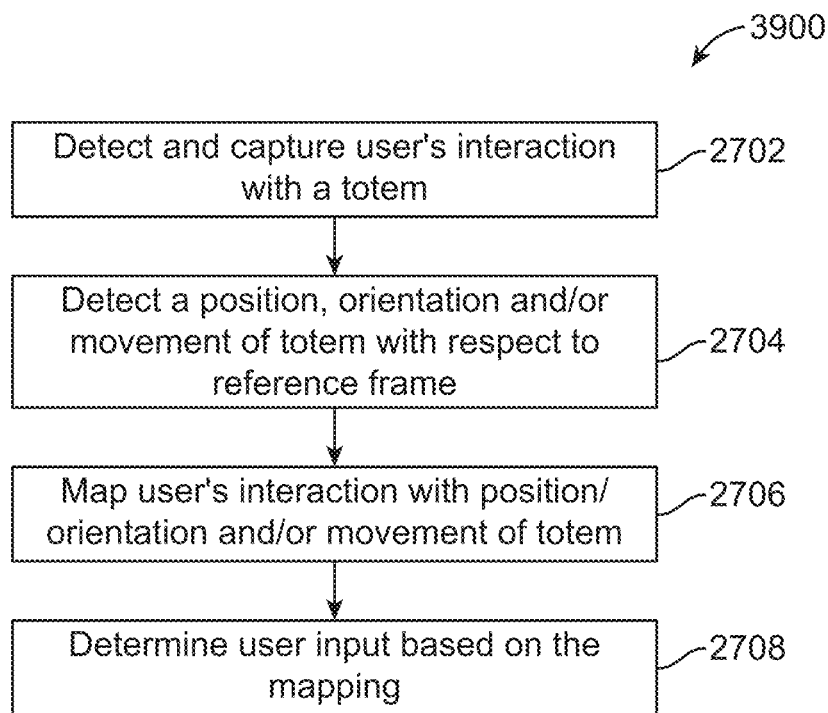 3900
Detect and capture user's interaction
with a totem
2702
Detect a position, orientation and/or
movement of totem with respect to
reference frame
2704
Map user's interaction with position/
orientation and/or movement of totem
2706
Determine user input based on the
mapping
2708